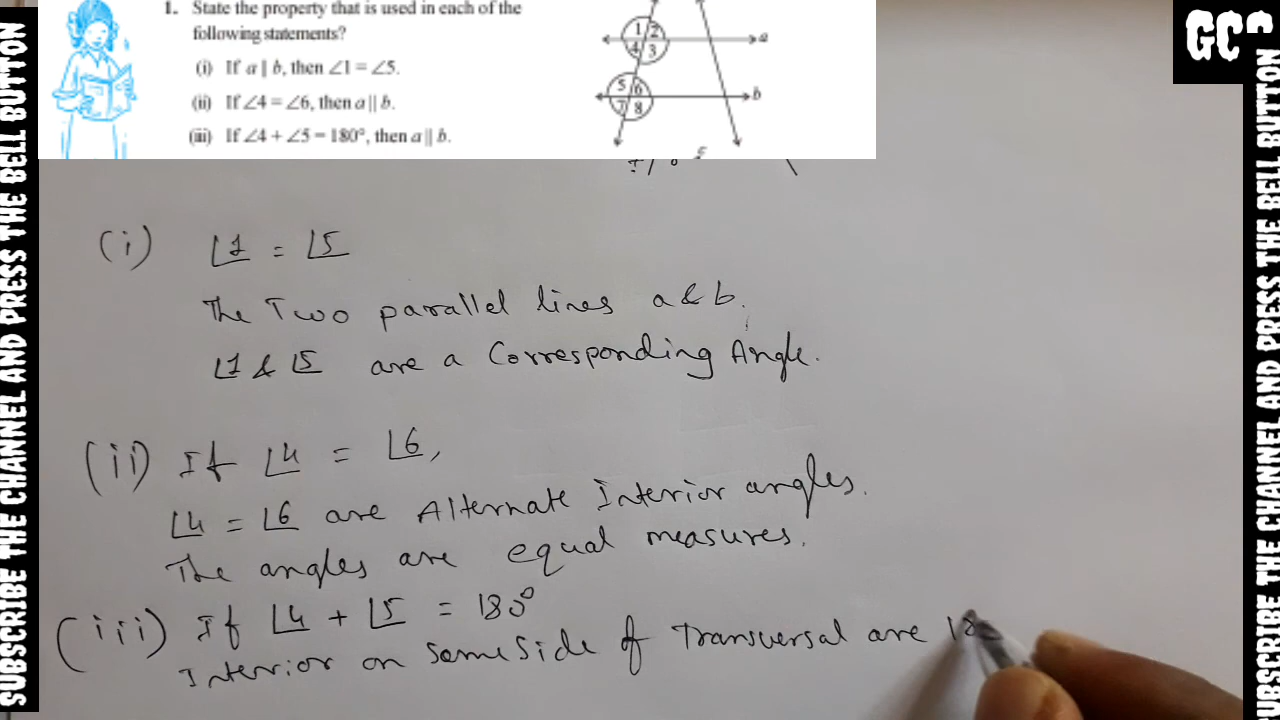 1. State the property that is used in each of the
following statements?
(i) If a || b, then ∠1 = ∠5.
(ii) If ∠4 = ∠6, then a || b.
(iii) If ∠4 + ∠5 = 180°, then a || b.
1 2
4 3
a
5 6
7 8
b
GC
SUBSCRIBE THE CHANNEL AND PRESS THE BELL BUTTON
(i) ∠1 = ∠5
The Two parallel lines a & b.
∠1 & ∠5 are a Corresponding Angle.
(ii) If ∠4 = ∠6,
∠4 = ∠6 are Alternate Interior angles.
The angles are equal measures.
(iii) If ∠4 + ∠5 = 180°
Interior on same side of Transversal are 18
SUBSCRIBE THE CHANNEL AND PRESS THE BELL BUTTON